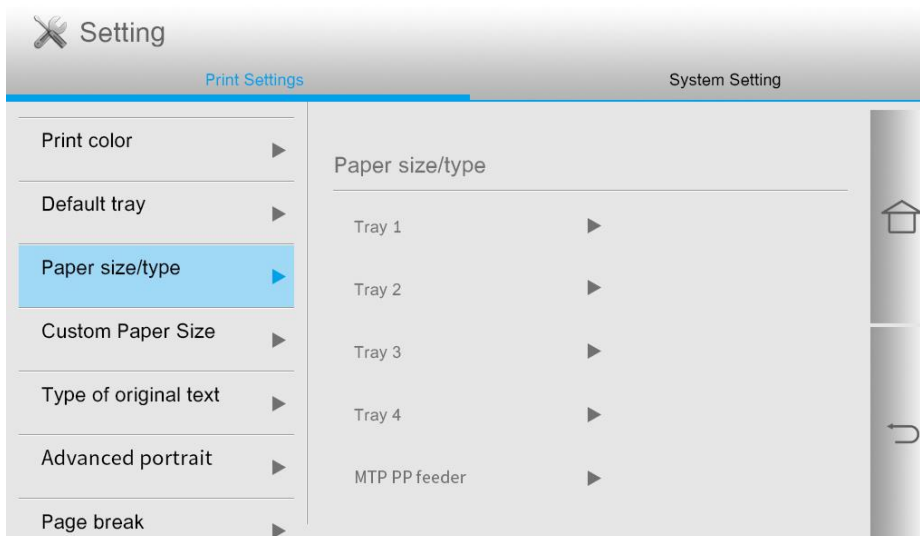 Setting
Print Settings
System Setting
Print color
Default tray
Paper size/type
Custom Paper Size
Type of original text
Advanced portrait
Page break
Paper size/type
Tray 1
Tray 2
Tray 3
Tray 4
MTP PP feeder